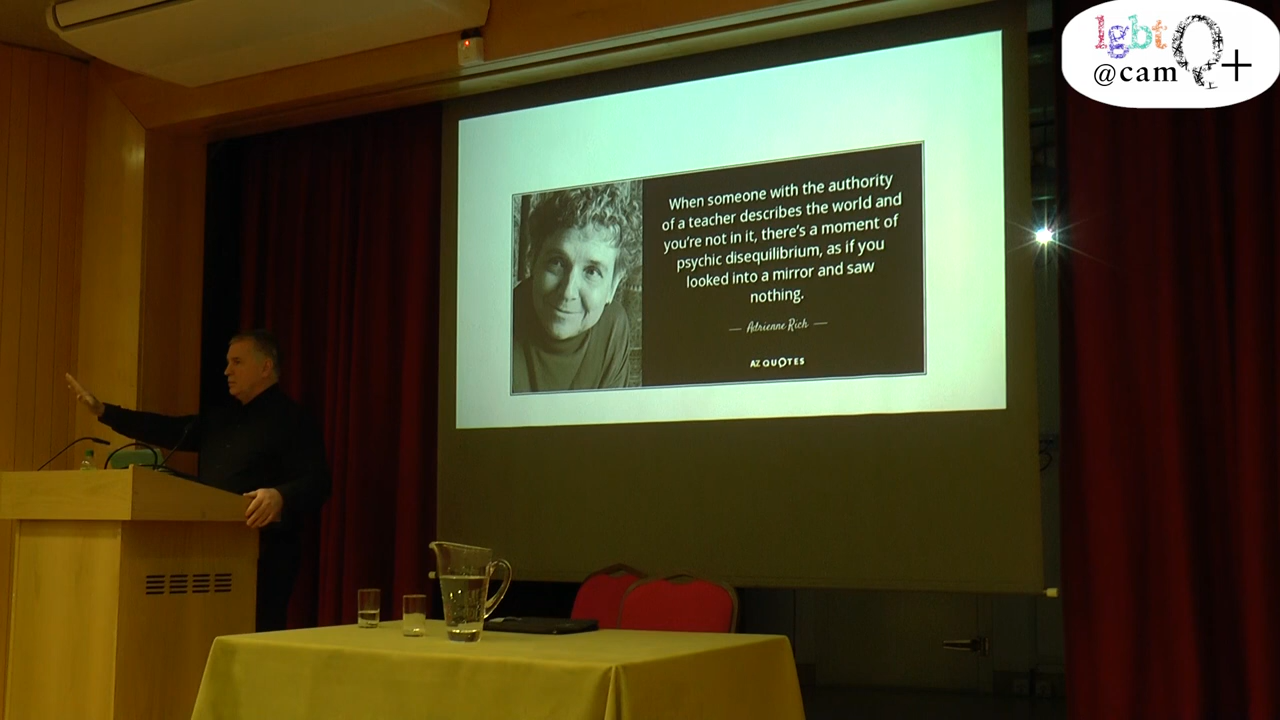 lgbt
@cam Q+
When someone with the authority
of a teacher describes the world and
you're not in it, there's a moment of
psychic disequilibrium, as if you
looked into a mirror and saw
nothing.
— Adrienne Rich —
AZ QUOTES